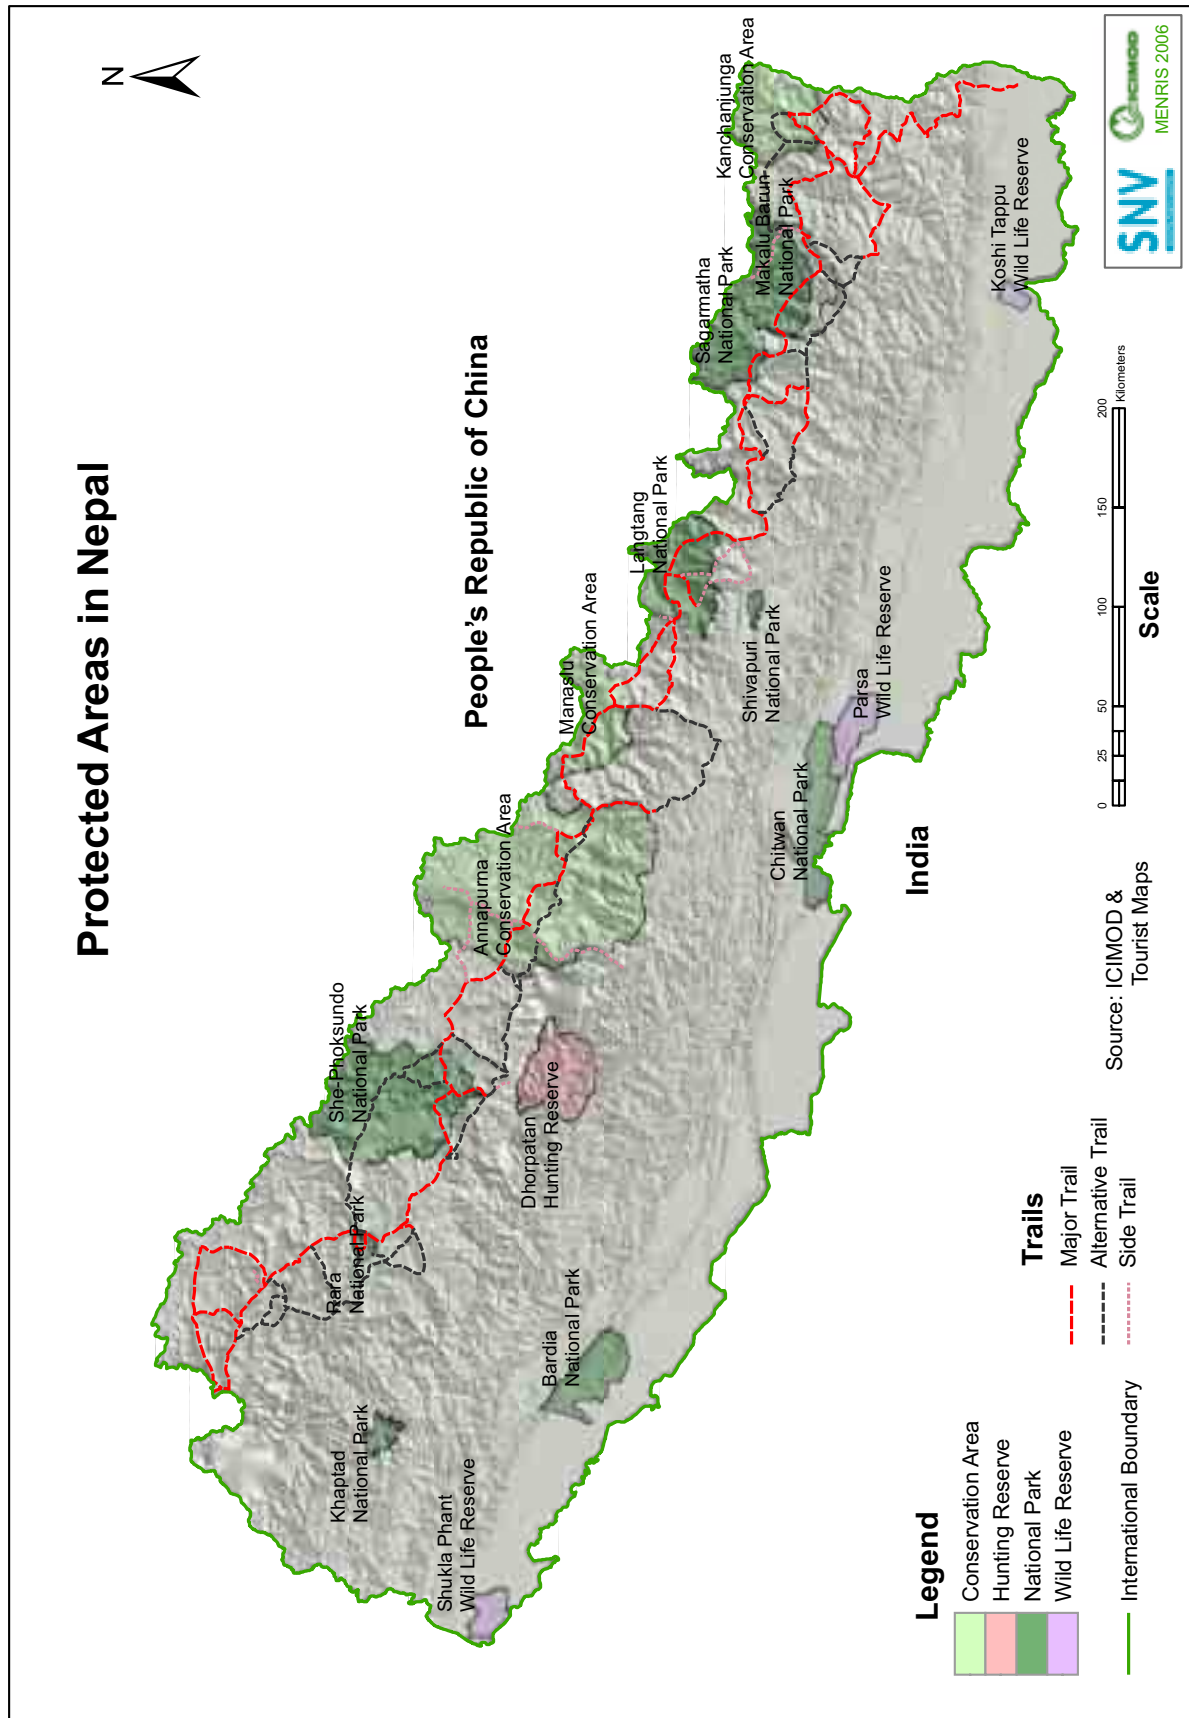 Protected Areas in Nepal
N
People's Republic of China
India
Shukla Phant
Wild Life Reserve
Khaptad
National Park
Rara
National Park
Bardia
National Park
She-Phoksundo
National Park
Dhorpatan
Hunting Reserve
Annapurna
Conservation Area
Manaslu
Conservation Area
Chitwan
National Park
Parsa
Wild Life Reserve
Shivapuri
National Park
Langtang
National Park
Sagarmatha
National Park
Makalu Barun
National Park
Kanchanjunga
Conservation Area
Koshi Tappu
Wild Life Reserve
Legend
Conservation Area
Hunting Reserve
National Park
Wild Life Reserve
International Boundary
Trails
Major Trail
Alternative Trail
Side Trail
Source: ICIMOD &
Tourist Maps
0 25 50 100 150 200
Kilometers
Scale
SNV
ICIMOD
MENRIS 2006